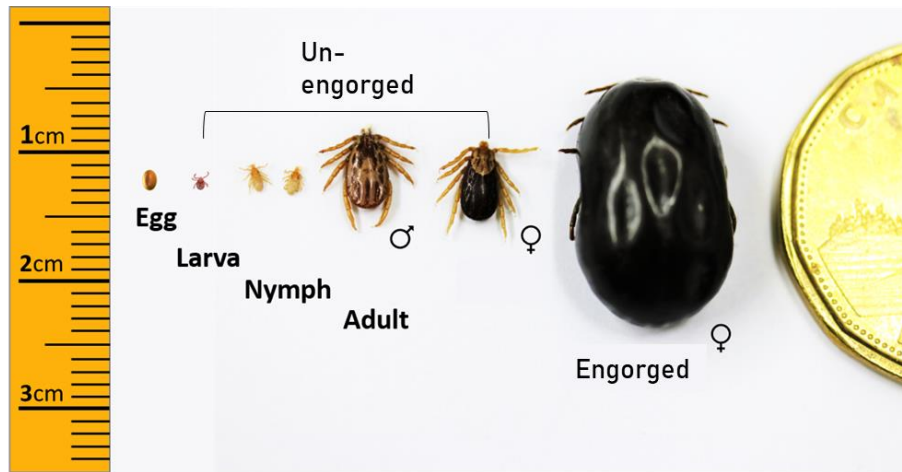 Un-
engorged
1cm
Egg
♂
♀
Larva
2cm
Nymph
Adult
♀
Engorged
3cm